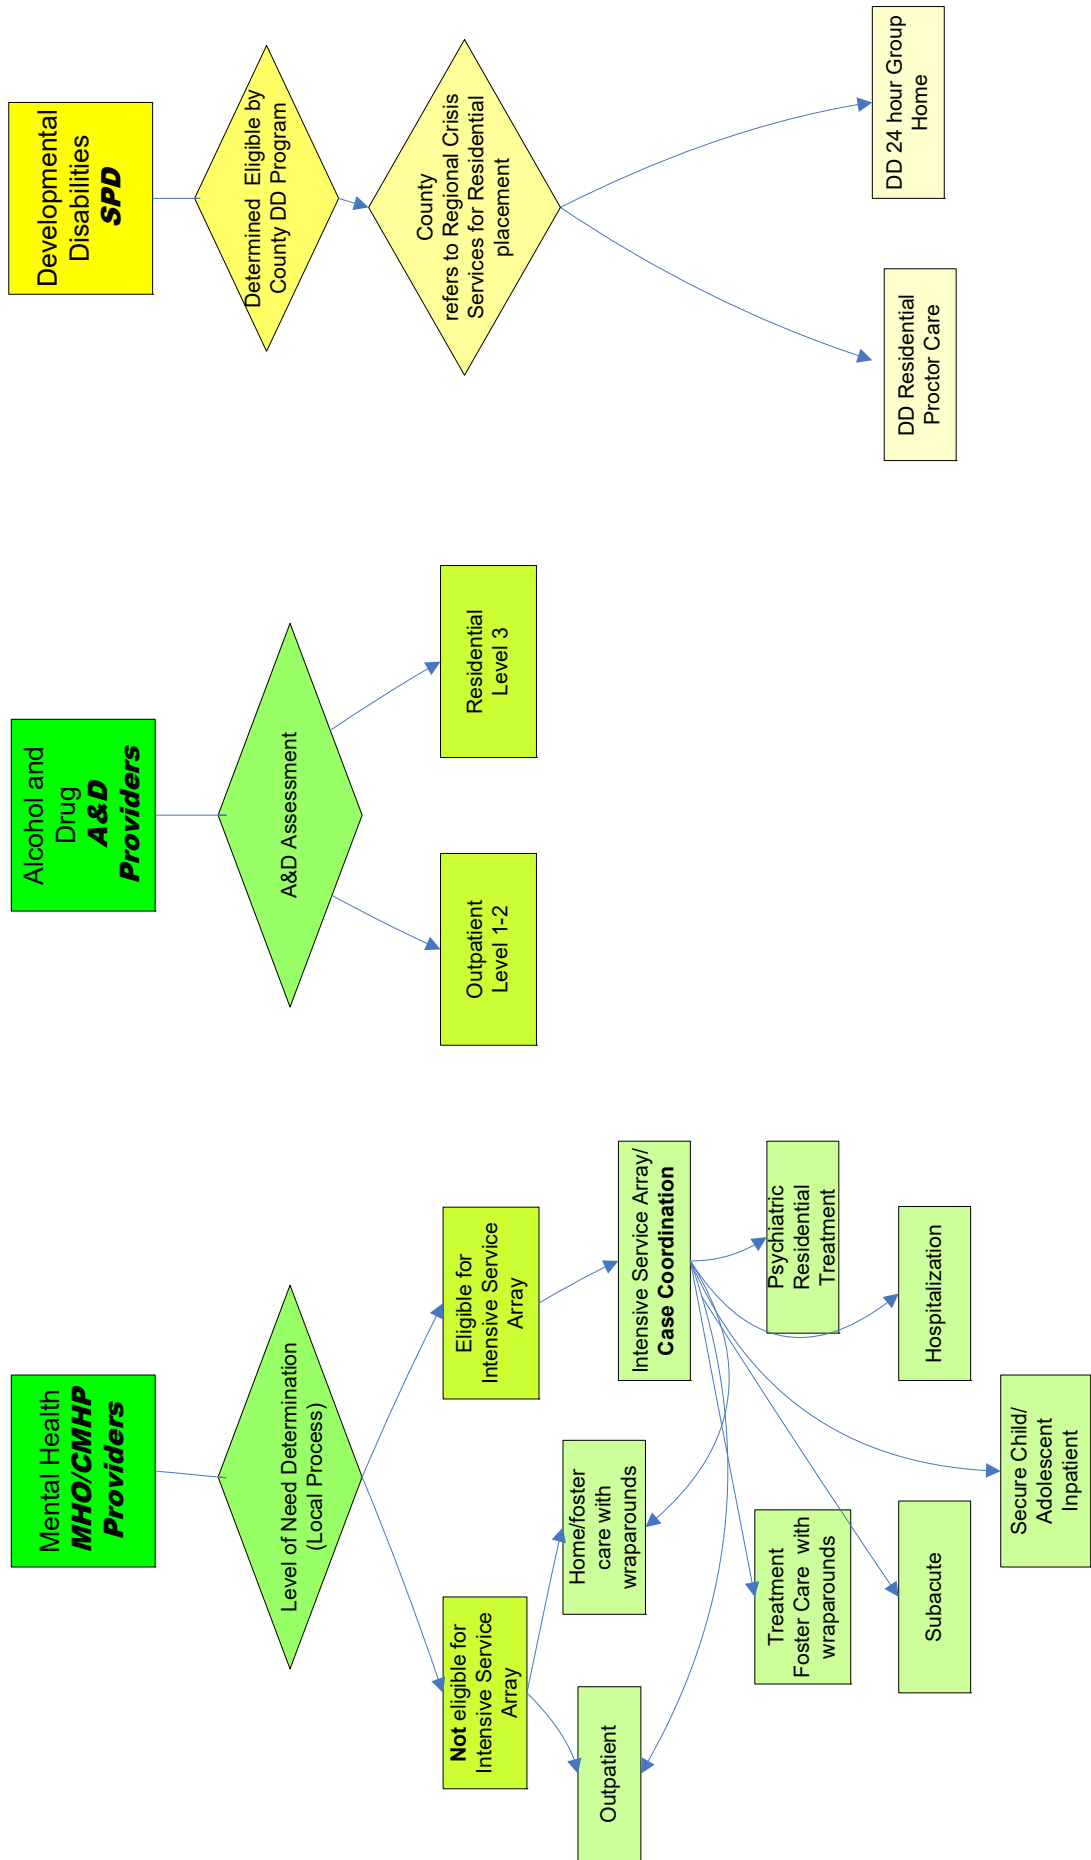 Mental Health
MHO/CMHP
Providers
Level of Need Determination
(Local Process)
Not eligible for
Intensive Service
Array
Eligible for
Intensive Service
Array
Outpatient
Home/foster
care with
wraparounds
Intensive Service Array/
Case Coordination
Treatment
Foster Care with
wraparounds
Psychiatric
Residential
Treatment
Subacute
Hospitalization
Secure Child/
Adolescent
Inpatient
Alcohol and
Drug
A&D
Providers
A&D Assessment
Outpatient
Level 1-2
Residential
Level 3
Developmental
Disabilities
SPD
Determined Eligible by
County DD Program
County
refers to Regional Crisis
Services for Residential
placement
DD Residential
Proctor Care
DD 24 hour Group
Home